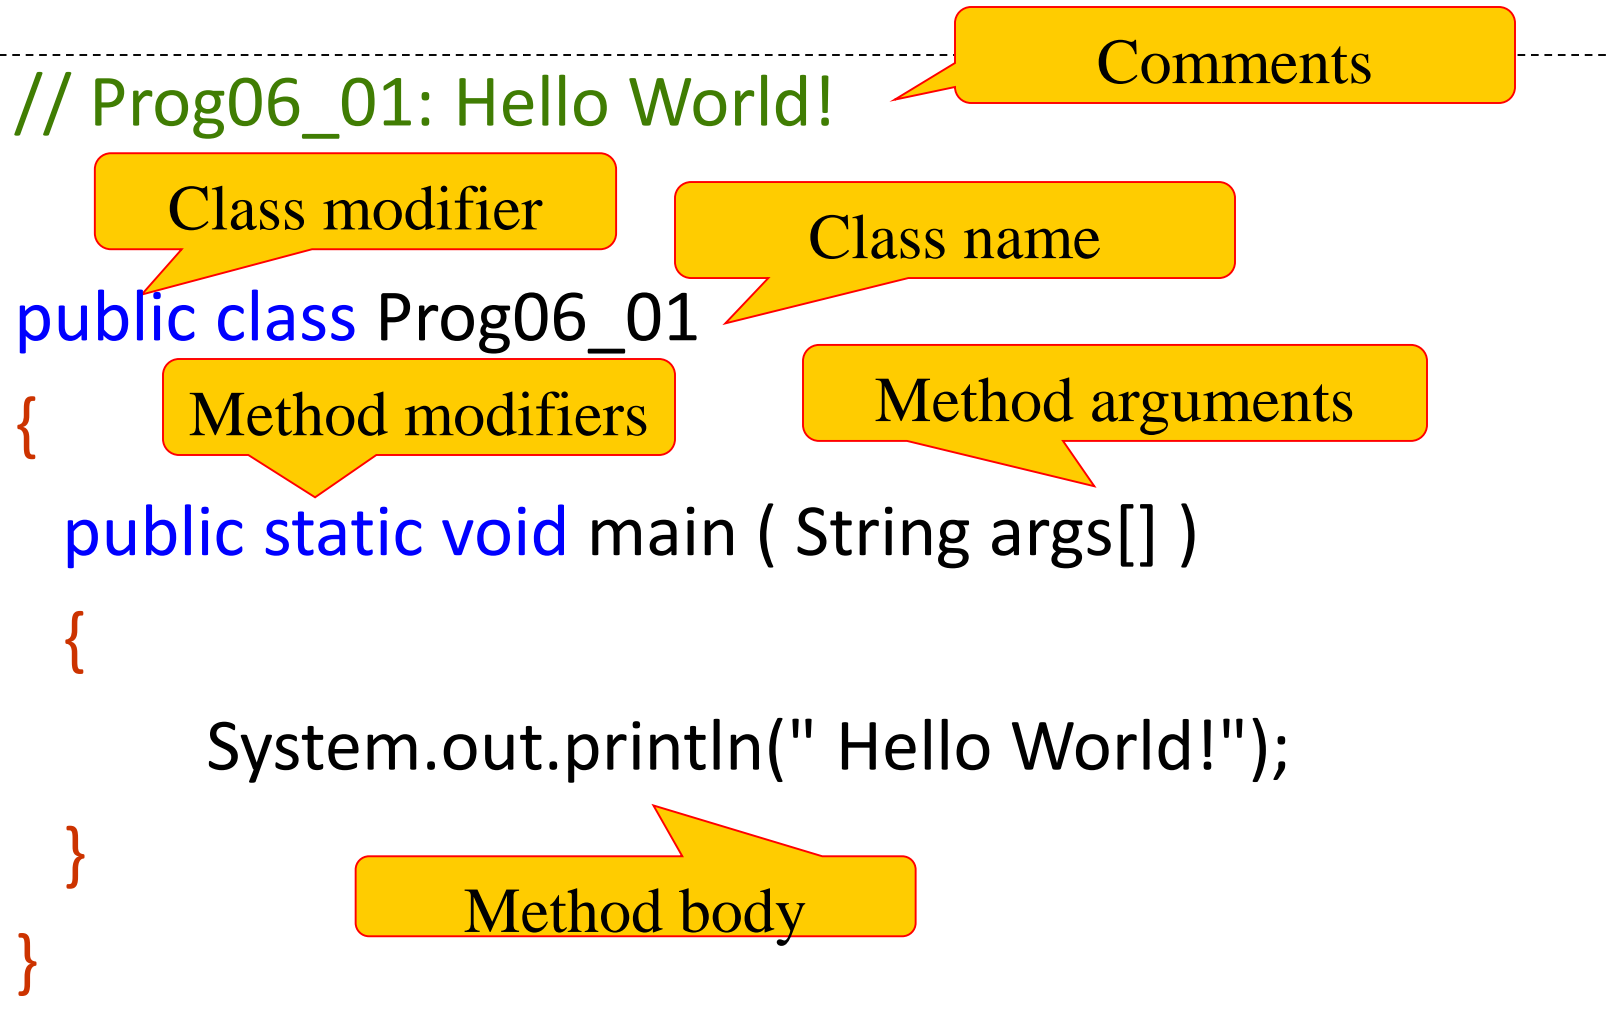 Comments
// Prog06_01: Hello World!
Class modifier
Class name
public class Prog06_01
{
Method modifiers
Method arguments
public static void main ( String args[] )
{
System.out.println(" Hello World!");
}
Method body
}